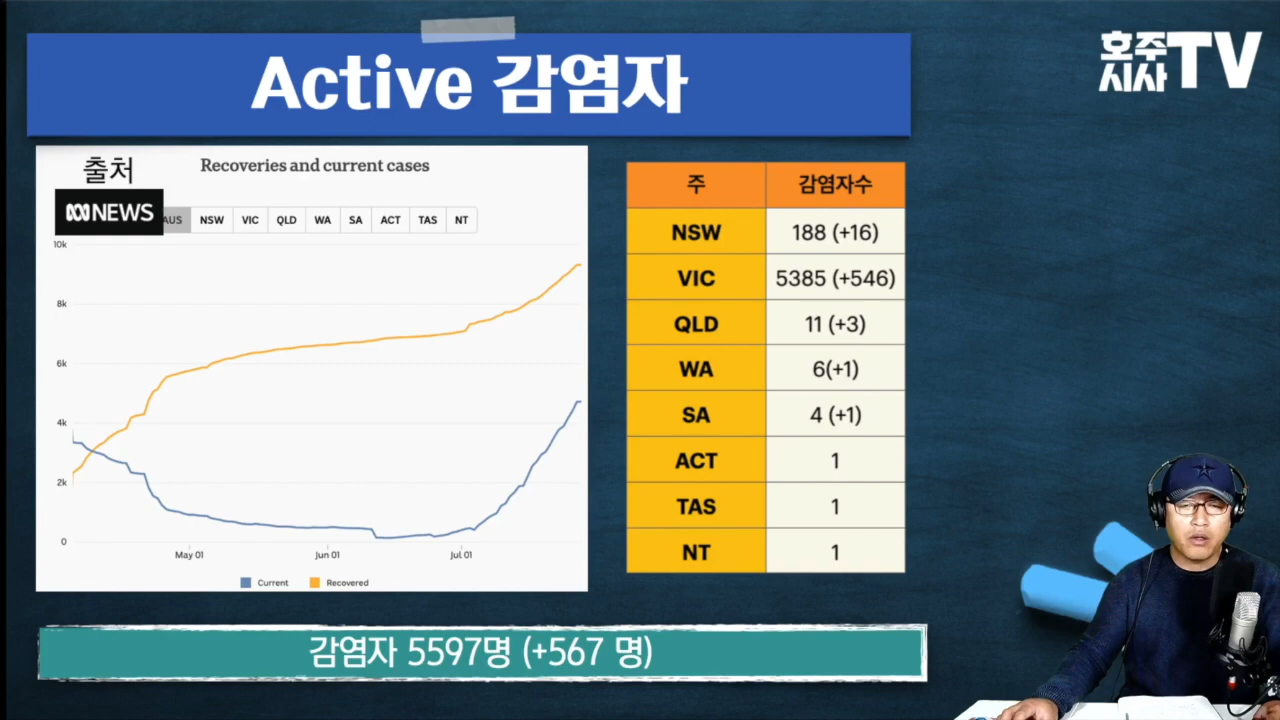 Active 감염자
호주
시사
TV
출처
Recoveries and current cases
NEWS
AUS NSW VIC QLD WA SA ACT TAS NT
10k
8k
6k
4k
2k
0
May 01 Jun 01 Jul 01
Current Recovered
주 감염자수
NSW 188 (+16)
VIC 5385 (+546)
QLD 11 (+3)
WA 6(+1)
SA 4 (+1)
ACT 1
TAS 1
NT 1
감염자 5597명 (+567 명)